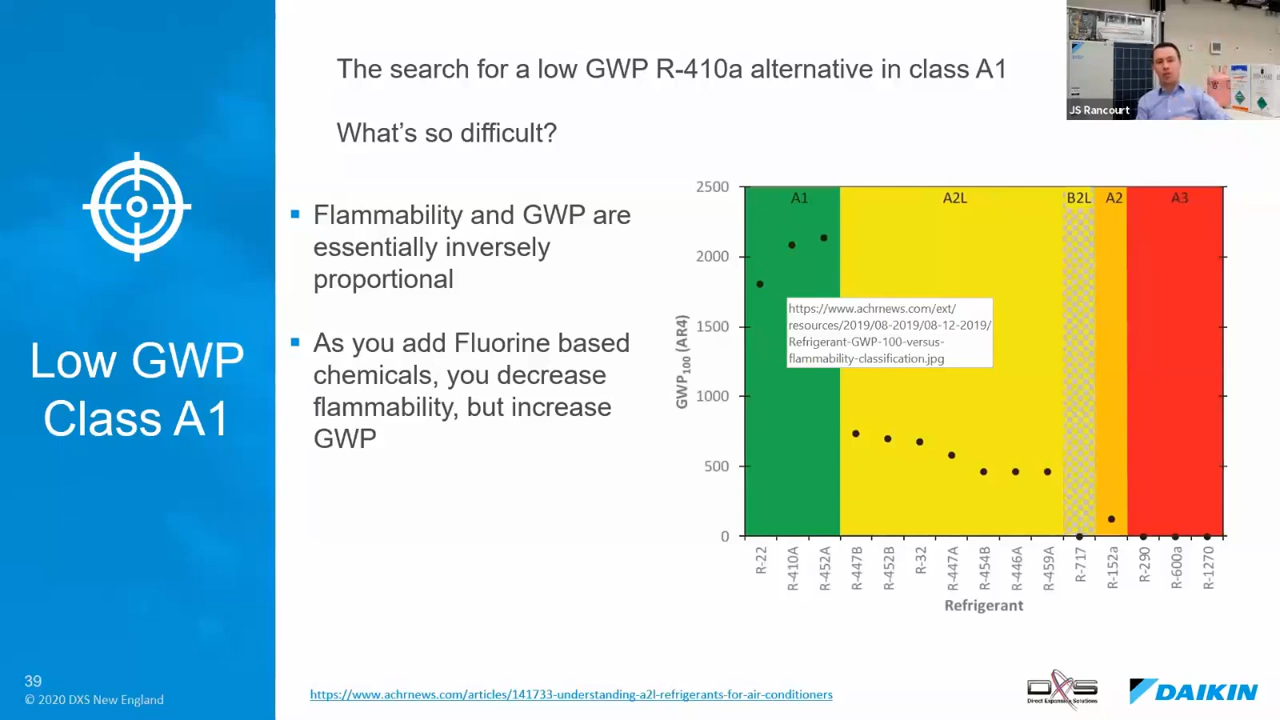 The search for a low GWP R-410a alternative in class A1
What's so difficult?
JS Rancourt
Low GWP
Class A1
▪ Flammability and GWP are
essentially inversely
proportional
▪ As you add Fluorine based
chemicals, you decrease
flammability, but increase
GWP
2500
2000
1500
1000
500
0
GWP100 (AR4)
A1
A2L
B2L
A2
A3
https://www.achrnews.com/ext/
resources/2019/08-2019/08-12-2019/
Refrigerant-GWP-100-versus-
flammability-classification.jpg
R-22
R-410A
R-452A
R-447B
R-452B
R-32
R-447A
R-454B
R-446A
R-459A
R-717
R-152a
R-290
R-600a
R-1270
Refrigerant
39
© 2020 DXS New England
https://www.achrnews.com/articles/141733-understanding-a2l-refrigerants-for-air-conditioners
DXS
Direct Expansion Solutions
DAIKIN